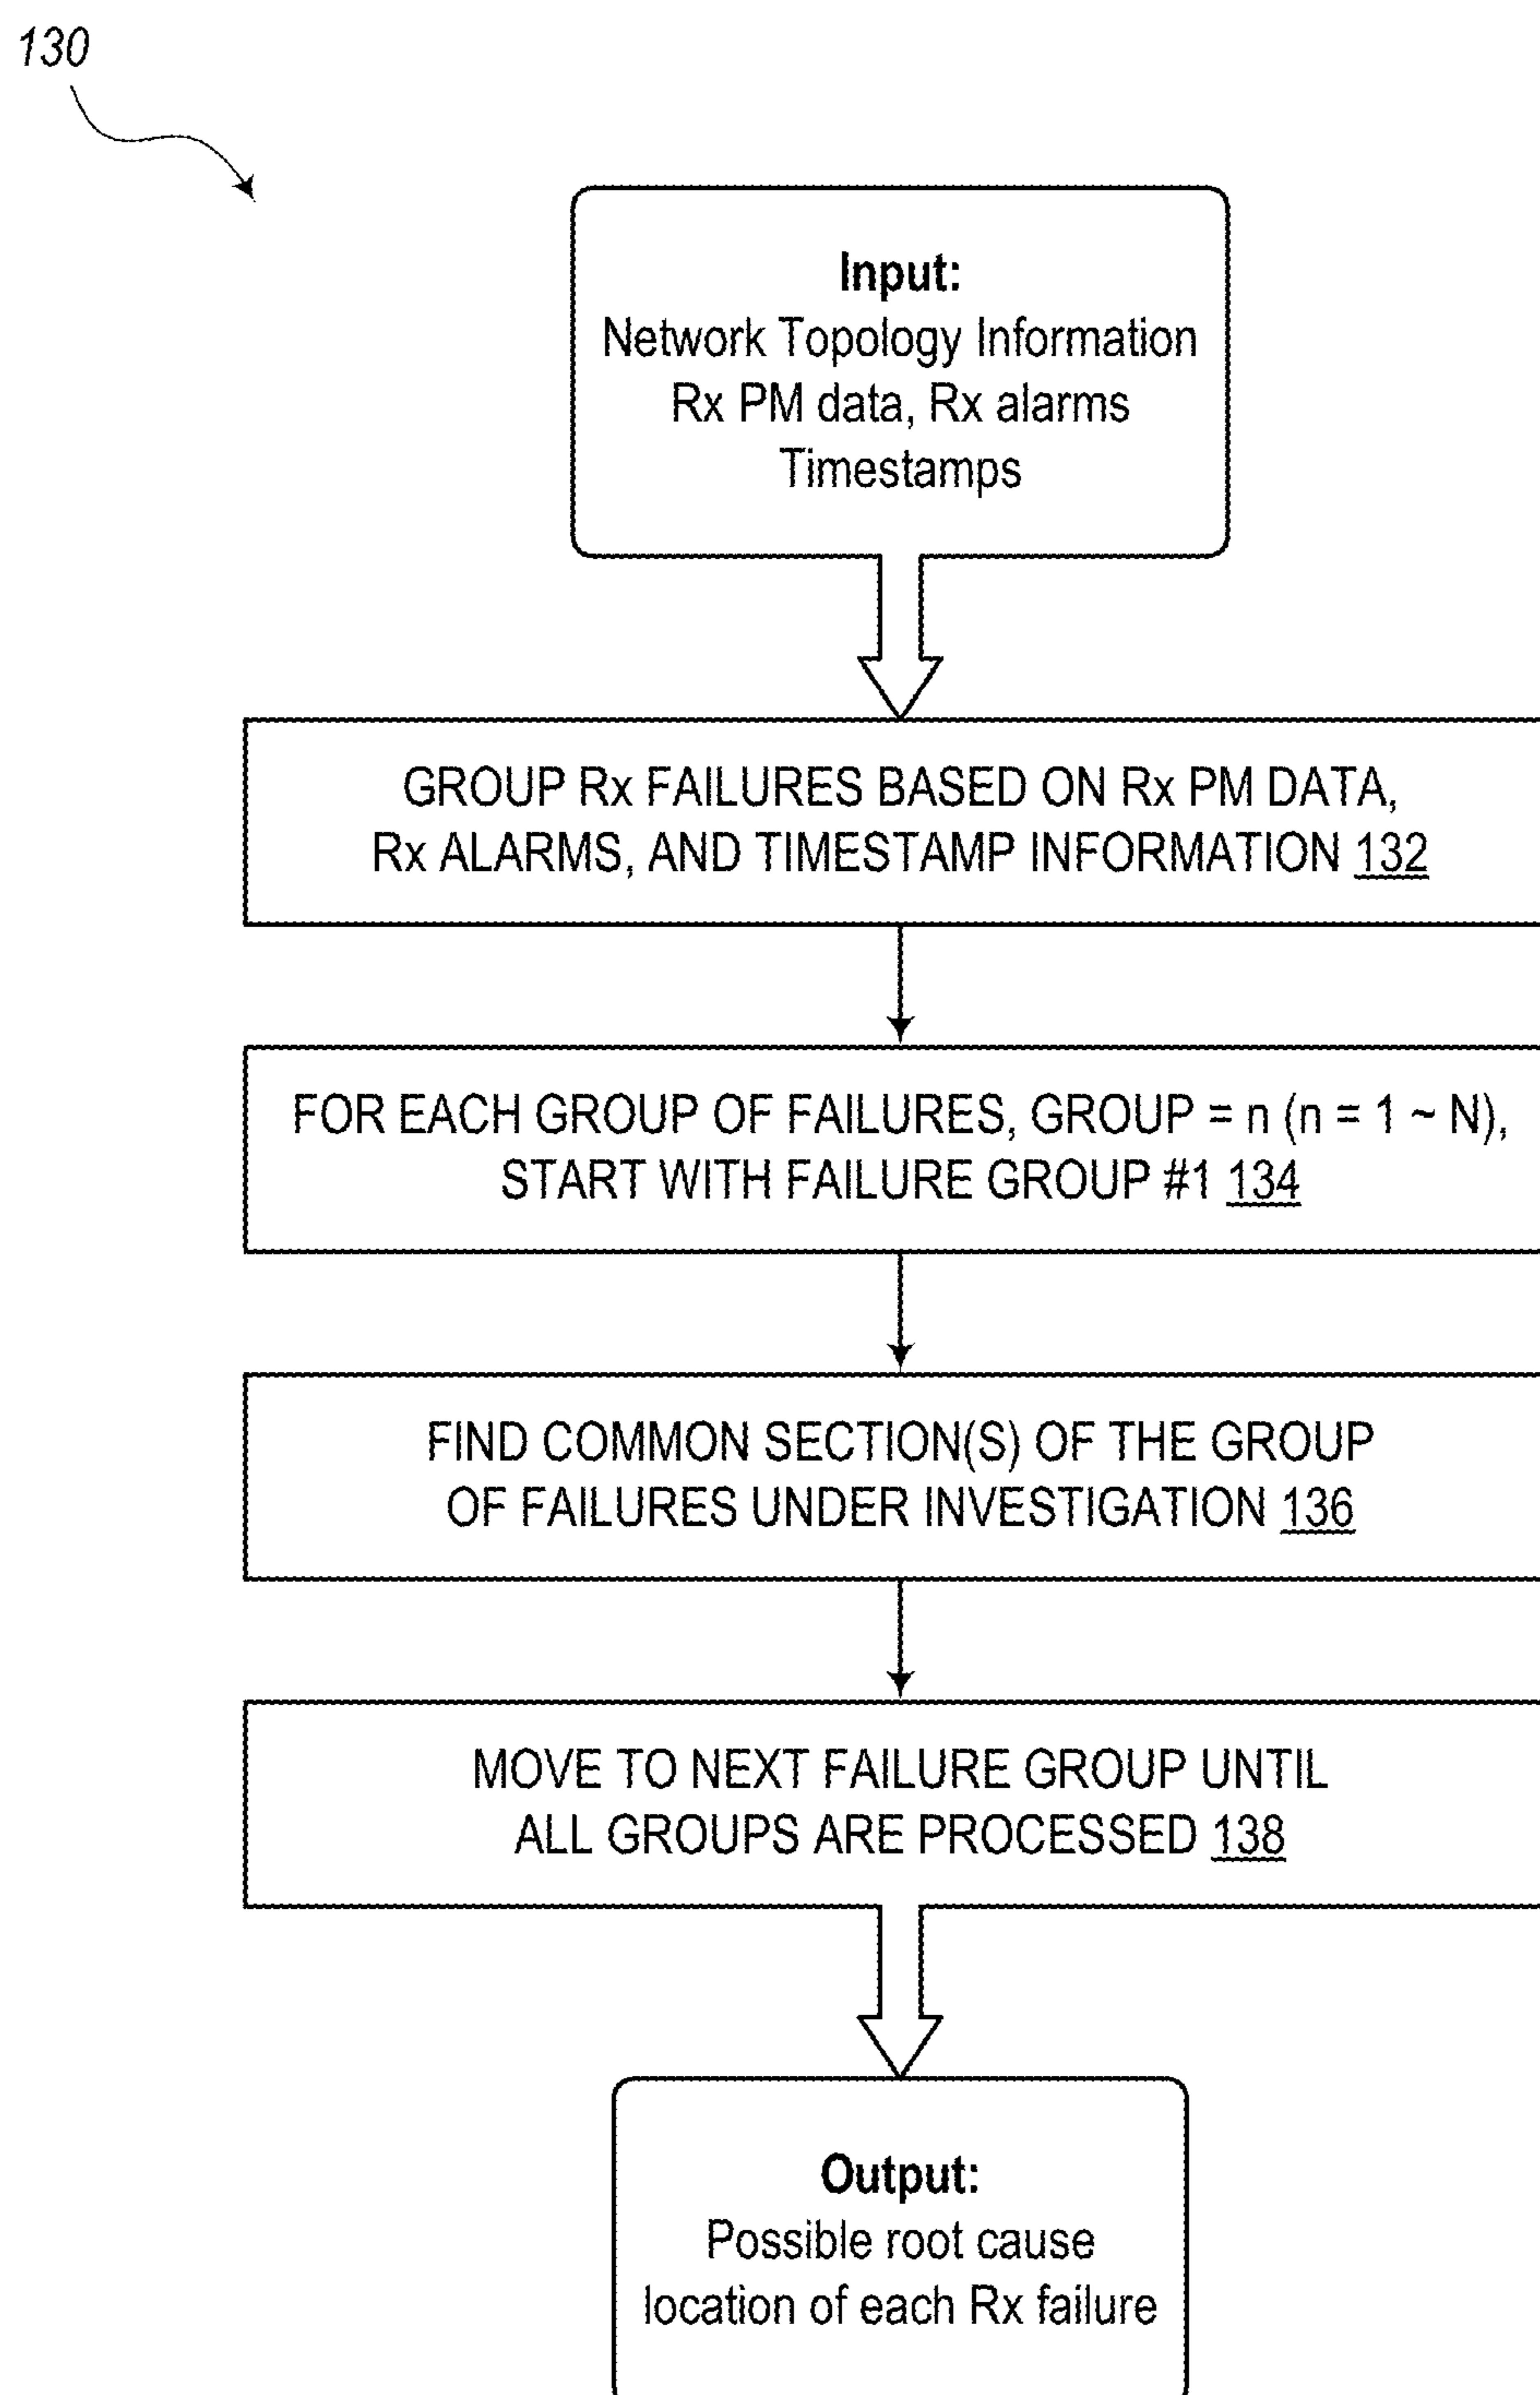 130
Input:
Network Topology Information
Rx PM data, Rx alarms
Timestamps
GROUP Rx FAILURES BASED ON Rx PM DATA,
Rx ALARMS, AND TIMESTAMP INFORMATION 132
FOR EACH GROUP OF FAILURES, GROUP = n (n = 1 ~ N),
START WITH FAILURE GROUP #1 134
FIND COMMON SECTION(S) OF THE GROUP
OF FAILURES UNDER INVESTIGATION 136
MOVE TO NEXT FAILURE GROUP UNTIL
ALL GROUPS ARE PROCESSED 138
Output:
Possible root cause
location of each Rx failure